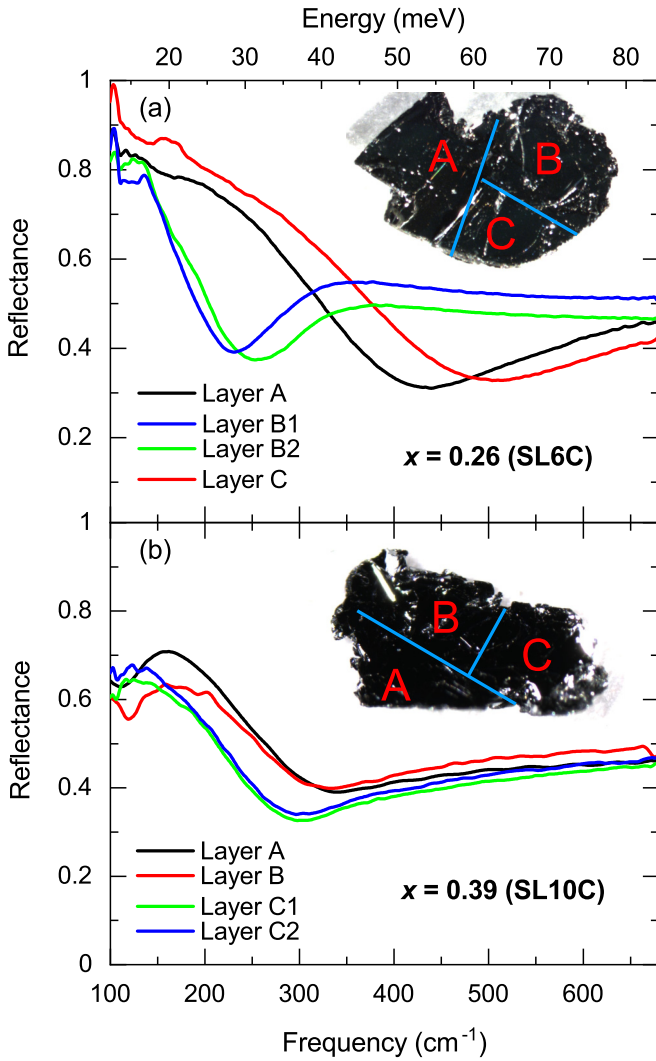 Energy (meV)
20 30 40 50 60 70 80
1
0.8
0.6
0.4
0.2
Reflectance
(a)
A
B
C
Layer A
Layer B1
Layer B2
Layer C
x = 0.26 (SL6C)
1
0.8
0.6
0.4
0.2
0
Reflectance
(b)
B
C
A
Layer A
Layer B
Layer C1
Layer C2
x = 0.39 (SL10C)
100 200 300 400 500 600
Frequency (cm⁻¹)